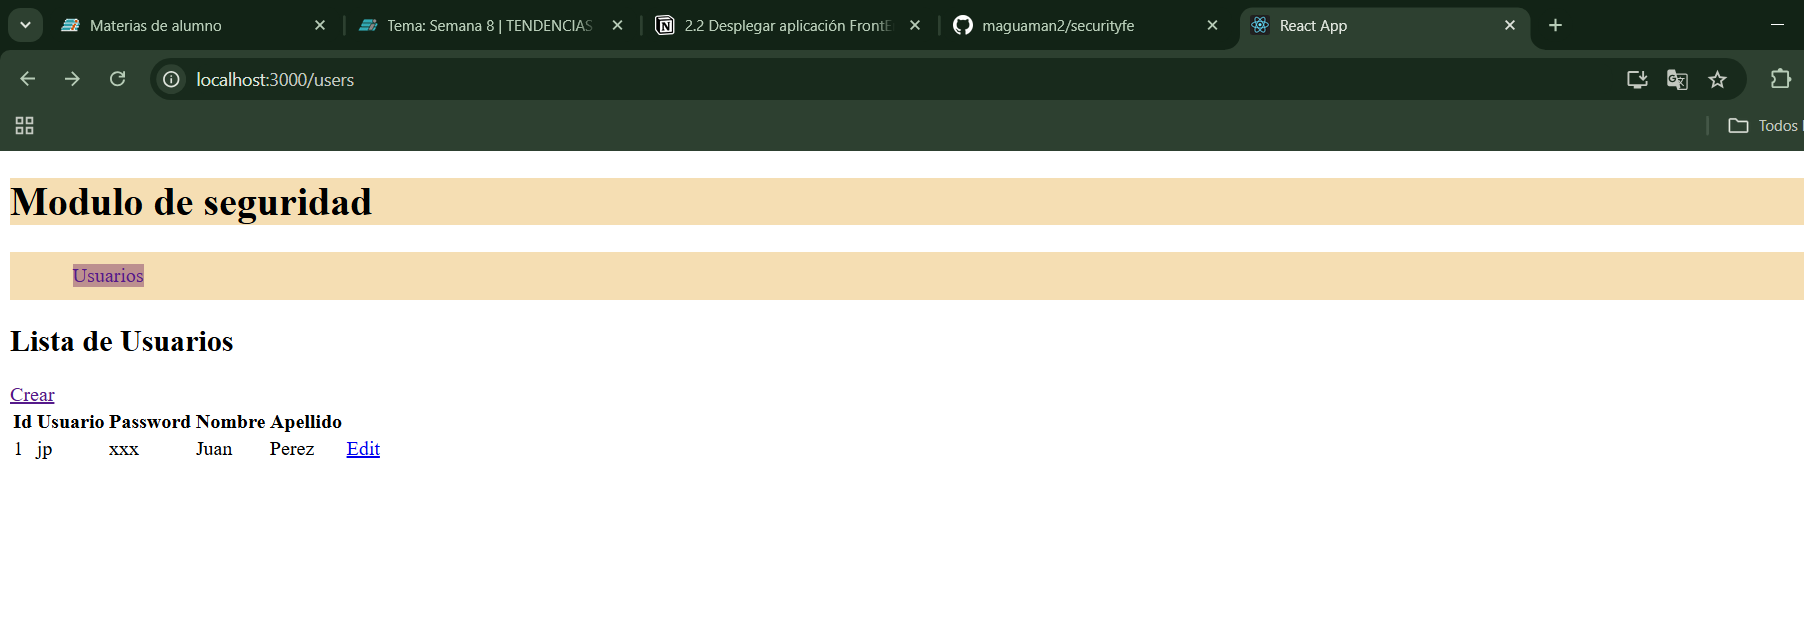 Materias de alumno
Tema: Semana 8 | TENDENCIAS
2.2 Desplegar aplicación FrontE
maguaman2/securityfe
React App
localhost:3000/users
Todos
Modulo de seguridad
Usuarios
Lista de Usuarios
Crear
Id Usuario Password Nombre Apellido
1 jp xxx Juan Perez Edit